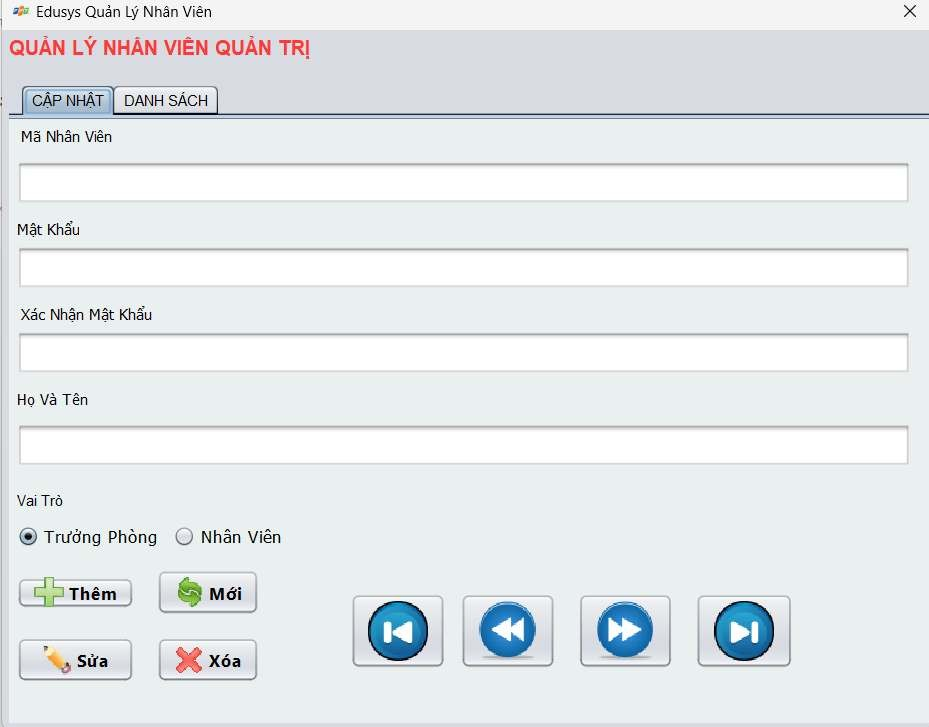 Edusys Quản Lý Nhân Viên
QUẢN LÝ NHÂN VIÊN QUẢN TRỊ
CẬP NHẬT DANH SÁCH
Mã Nhân Viên
Mật Khẩu
Xác Nhận Mật Khẩu
Họ Và Tên
Vai Trò
Trưởng Phòng Nhân Viên
Thêm Mới
Sửa Xóa